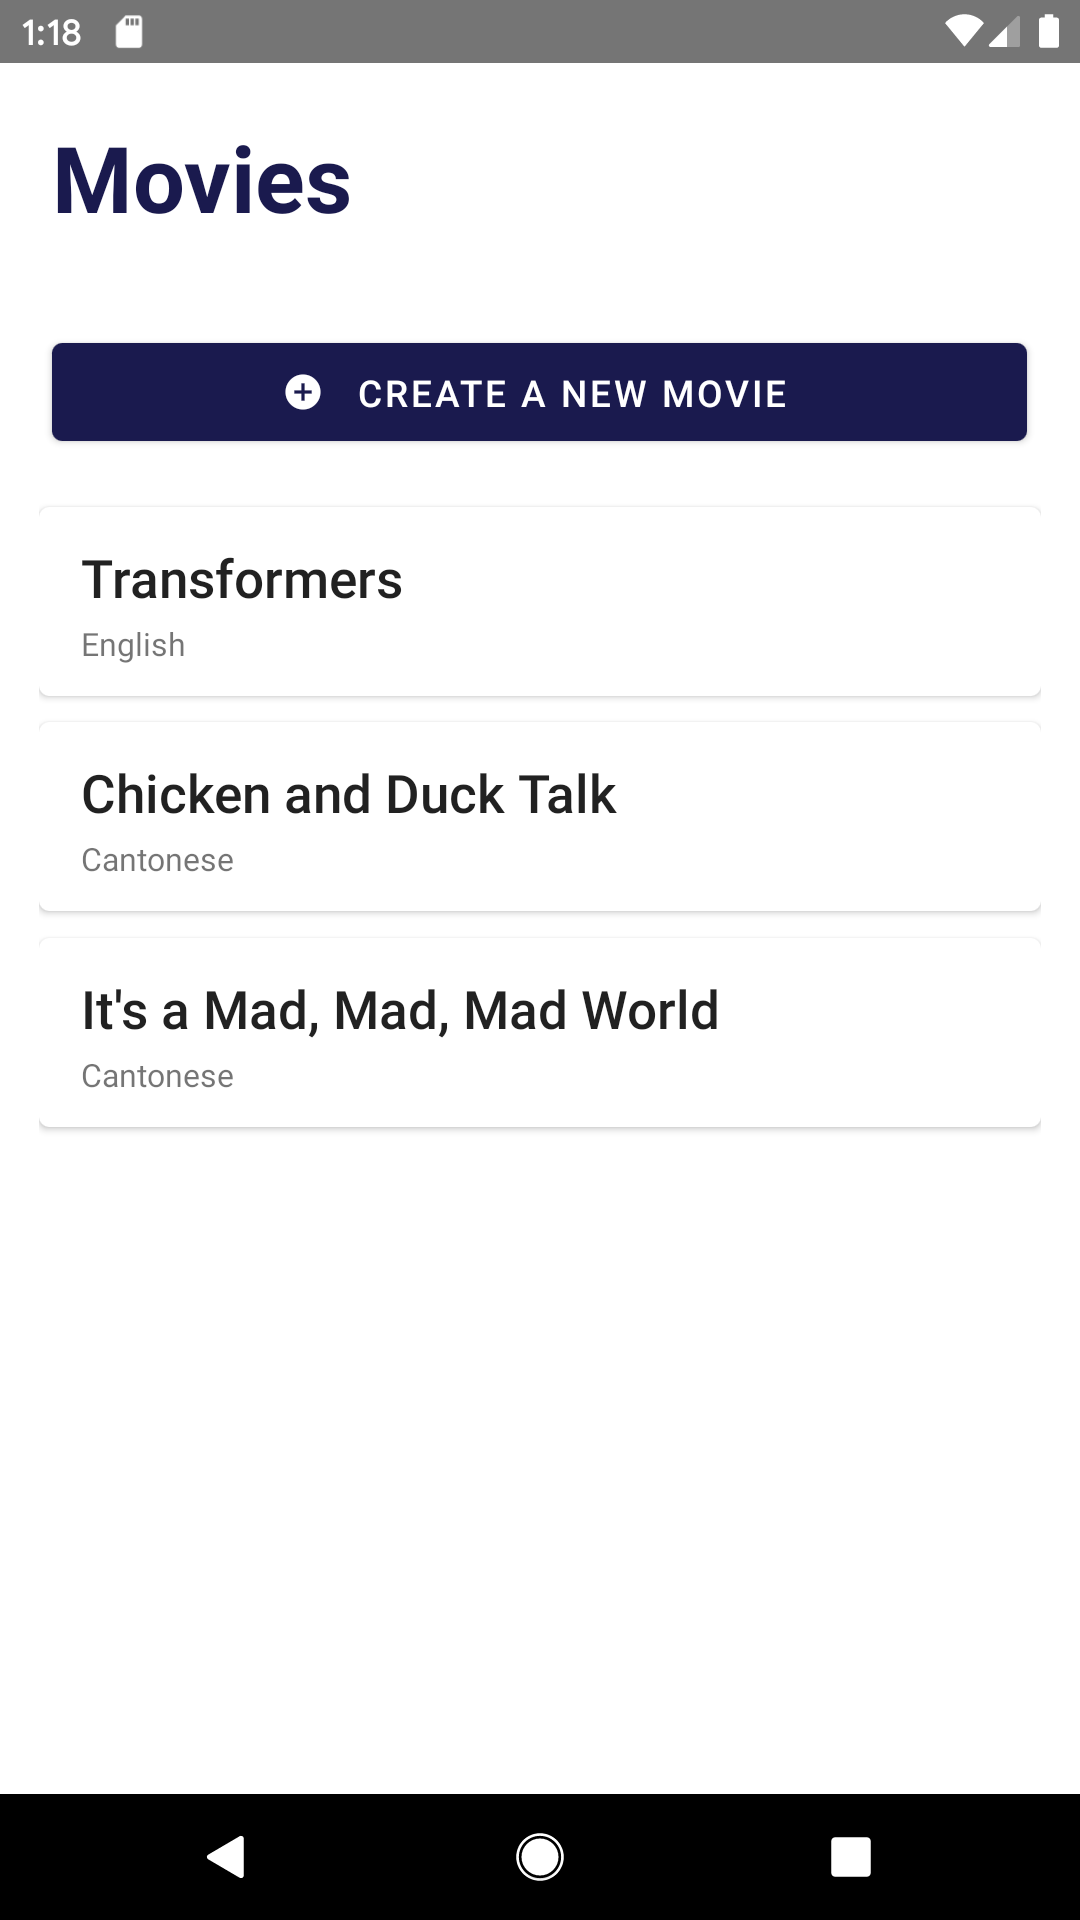 1:18
Movies
CREATE A NEW MOVIE
Transformers
English
Chicken and Duck Talk
Cantonese
It's a Mad, Mad, Mad World
Cantonese